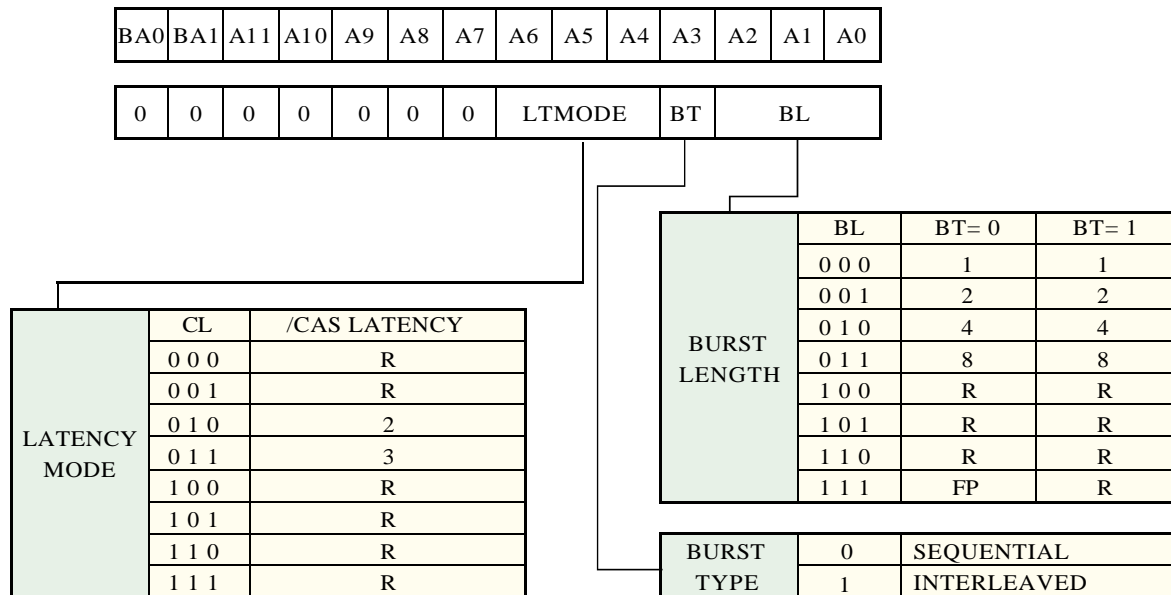 BA0 BA1 A11 A10 A9 A8 A7 A6 A5 A4 A3 A2 A1 A0
0 0 0 0 0 0 0 LTMODE BT BL
BURST LENGTH
BL BT= 0 BT= 1
0 0 0 1 1
0 0 1 2 2
0 1 0 4 4
0 1 1 8 8
1 0 0 R R
1 0 1 R R
1 1 0 R R
1 1 1 FP R
LATENCY MODE
CL /CAS LATENCY
0 0 0 R
0 0 1 R
0 1 0 2
0 1 1 3
1 0 0 R
1 0 1 R
1 1 0 R
1 1 1 R
BURST TYPE
0 SEQUENTIAL
1 INTERLEAVED